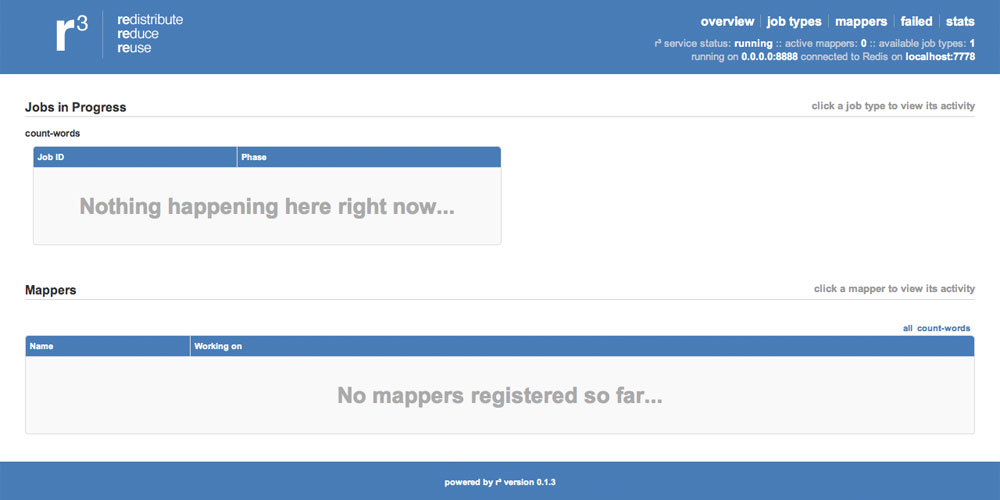 r³
redistribute
reduce
reuse
overview job types mappers failed stats
r³ service status: running :: active mappers: 0 :: available job types: 1
running on 0.0.0.0:8888 connected to Redis on localhost:7778
Jobs in Progress click a job type to view its activity
count-words
Job ID Phase
Nothing happening here right now...
Mappers click a mapper to view its activity
all count-words
Name Working on
No mappers registered so far...
powered by r³ version 0.1.3